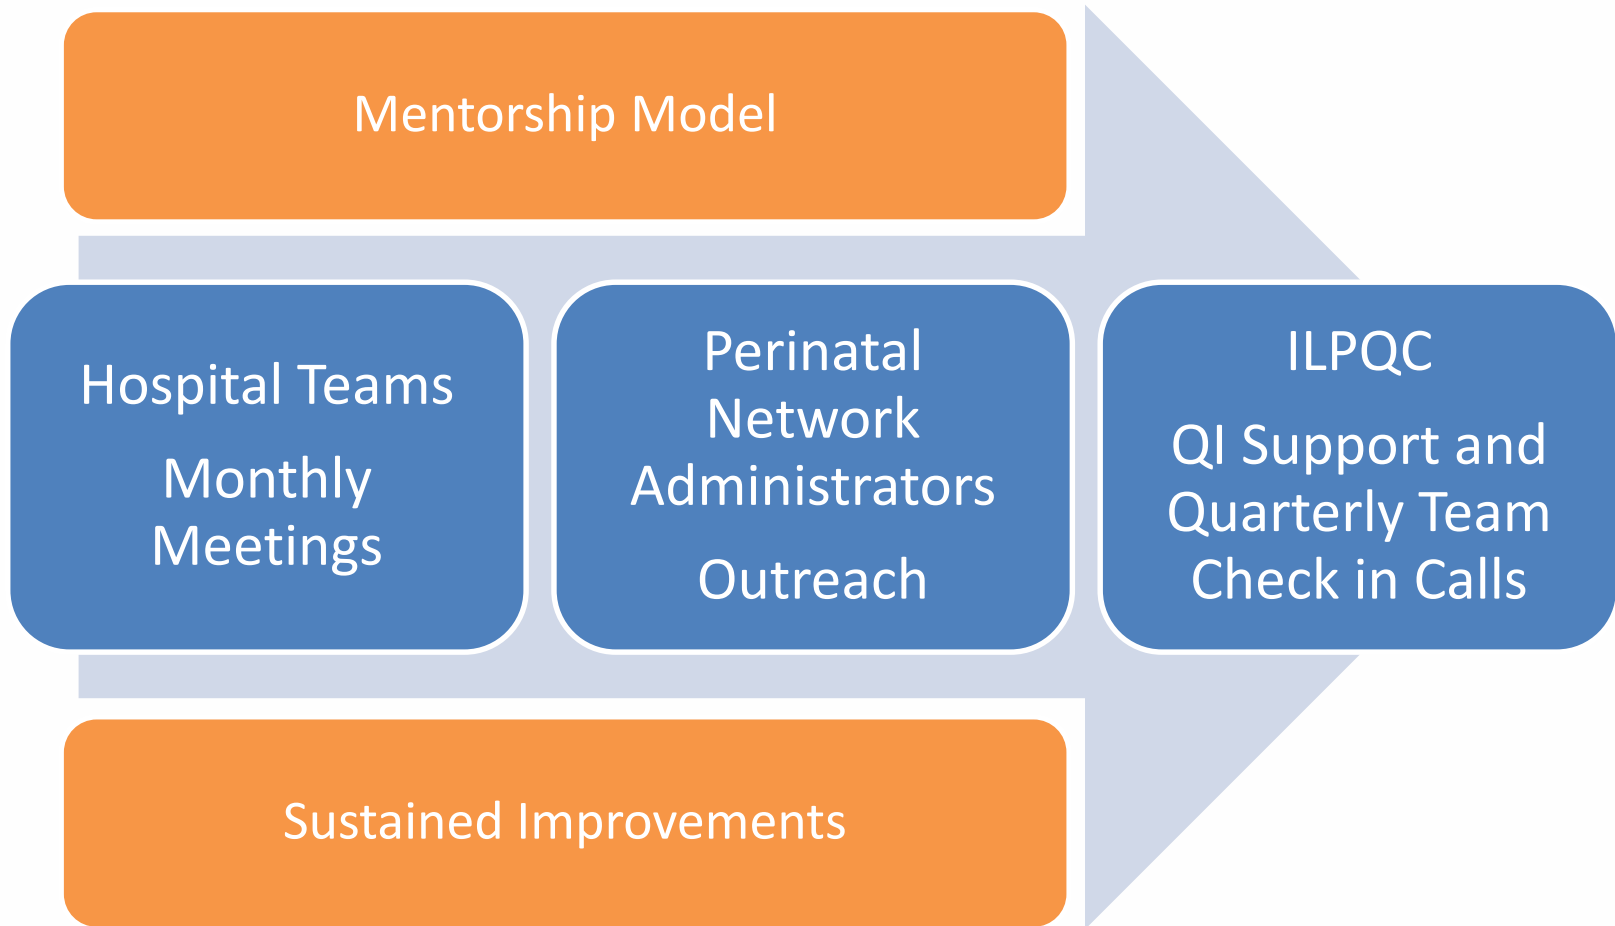 Mentorship Model
Hospital Teams
Monthly
Meetings
Perinatal
Network
Administrators
Outreach
ILPQC
QI Support and
Quarterly Team
Check in Calls
Sustained Improvements